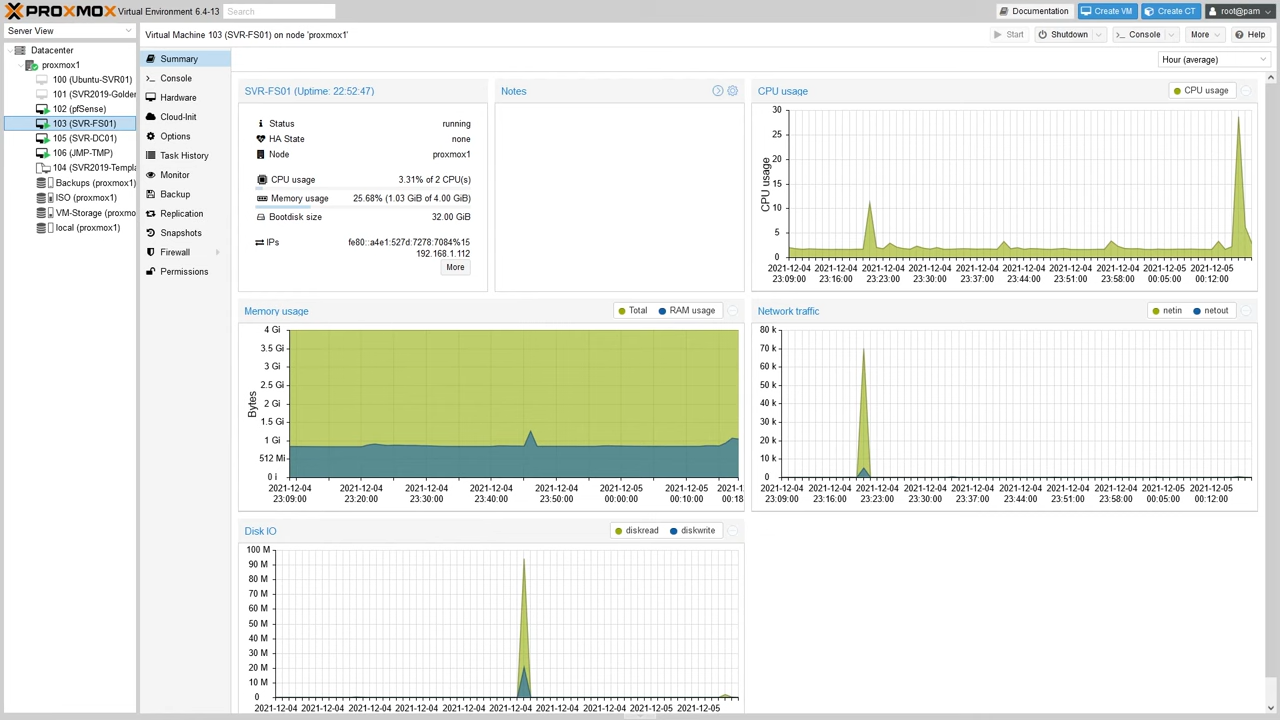 PROXMOX Virtual Environment 6.4-13 Search Documentation Create VM Create CT root@pam
Server View
Virtual Machine 103 (SVR-FS01) on node 'proxmox1' Start Shutdown Console More Help
Datacenter
proxmox1
100 (Ubuntu-SVR01)
101 (SVR2019-Golden
102 (pfSense)
103 (SVR-FS01)
105 (SVR-DC01)
106 (JMP-TMP)
104 (SVR2019-Templa
Backups (proxmox1)
ISO (proxmox1)
VM-Storage (proxmo
local (proxmox1)
Summary
Console
Hardware
Cloud-Init
Options
Task History
Monitor
Backup
Replication
Snapshots
Firewall
Permissions
Hour (average)
SVR-FS01 (Uptime: 22:52:47)
Status running
HA State none
Node proxmox1
CPU usage 3.31% of 2 CPU(s)
Memory usage 25.68% (1.03 GiB of 4.00 GiB)
Bootdisk size 32.00 GiB
IPs fe80::a4e1:527d:7278:7084%15
192.168.1.112
More
Notes
CPU usage CPU usage
30
25
20
15
10
5
0
CPU usage
2021-12-04 2021-12-04 2021-12-04 2021-12-04 2021-12-04 2021-12-04 2021-12-04 2021-12-04 2021-12-05 2021-12-05
23:09:00 23:16:00 23:23:00 23:30:00 23:37:00 23:44:00 23:51:00 23:58:00 00:05:00 00:12:00
Memory usage Total RAM usage
4 Gi
3.5 Gi
3 Gi
2.5 Gi
2 Gi
1.5 Gi
1 Gi
512 Mi
0 i
Bytes
2021-12-04 2021-12-04 2021-12-04 2021-12-04 2021-12-04 2021-12-05 2021-12-05 2021-1
23:09:00 23:20:00 23:30:00 23:40:00 23:50:00 00:00:00 00:10:00 00:18
Network traffic netin netout
80 k
70 k
60 k
50 k
40 k
30 k
20 k
10 k
0
2021-12-04 2021-12-04 2021-12-04 2021-12-04 2021-12-04 2021-12-04 2021-12-04 2021-12-04 2021-12-05 2021-12-05
23:09:00 23:16:00 23:23:00 23:30:00 23:37:00 23:44:00 23:51:00 23:58:00 00:05:00 00:12:00
Disk IO diskread diskwrite
100 M
90 M
80 M
70 M
60 M
50 M
40 M
30 M
20 M
10 M
0
2021-12-04 2021-12-04 2021-12-04 2021-12-04 2021-12-04 2021-12-04 2021-12-04 2021-12-04 2021-12-05 2021-12-05